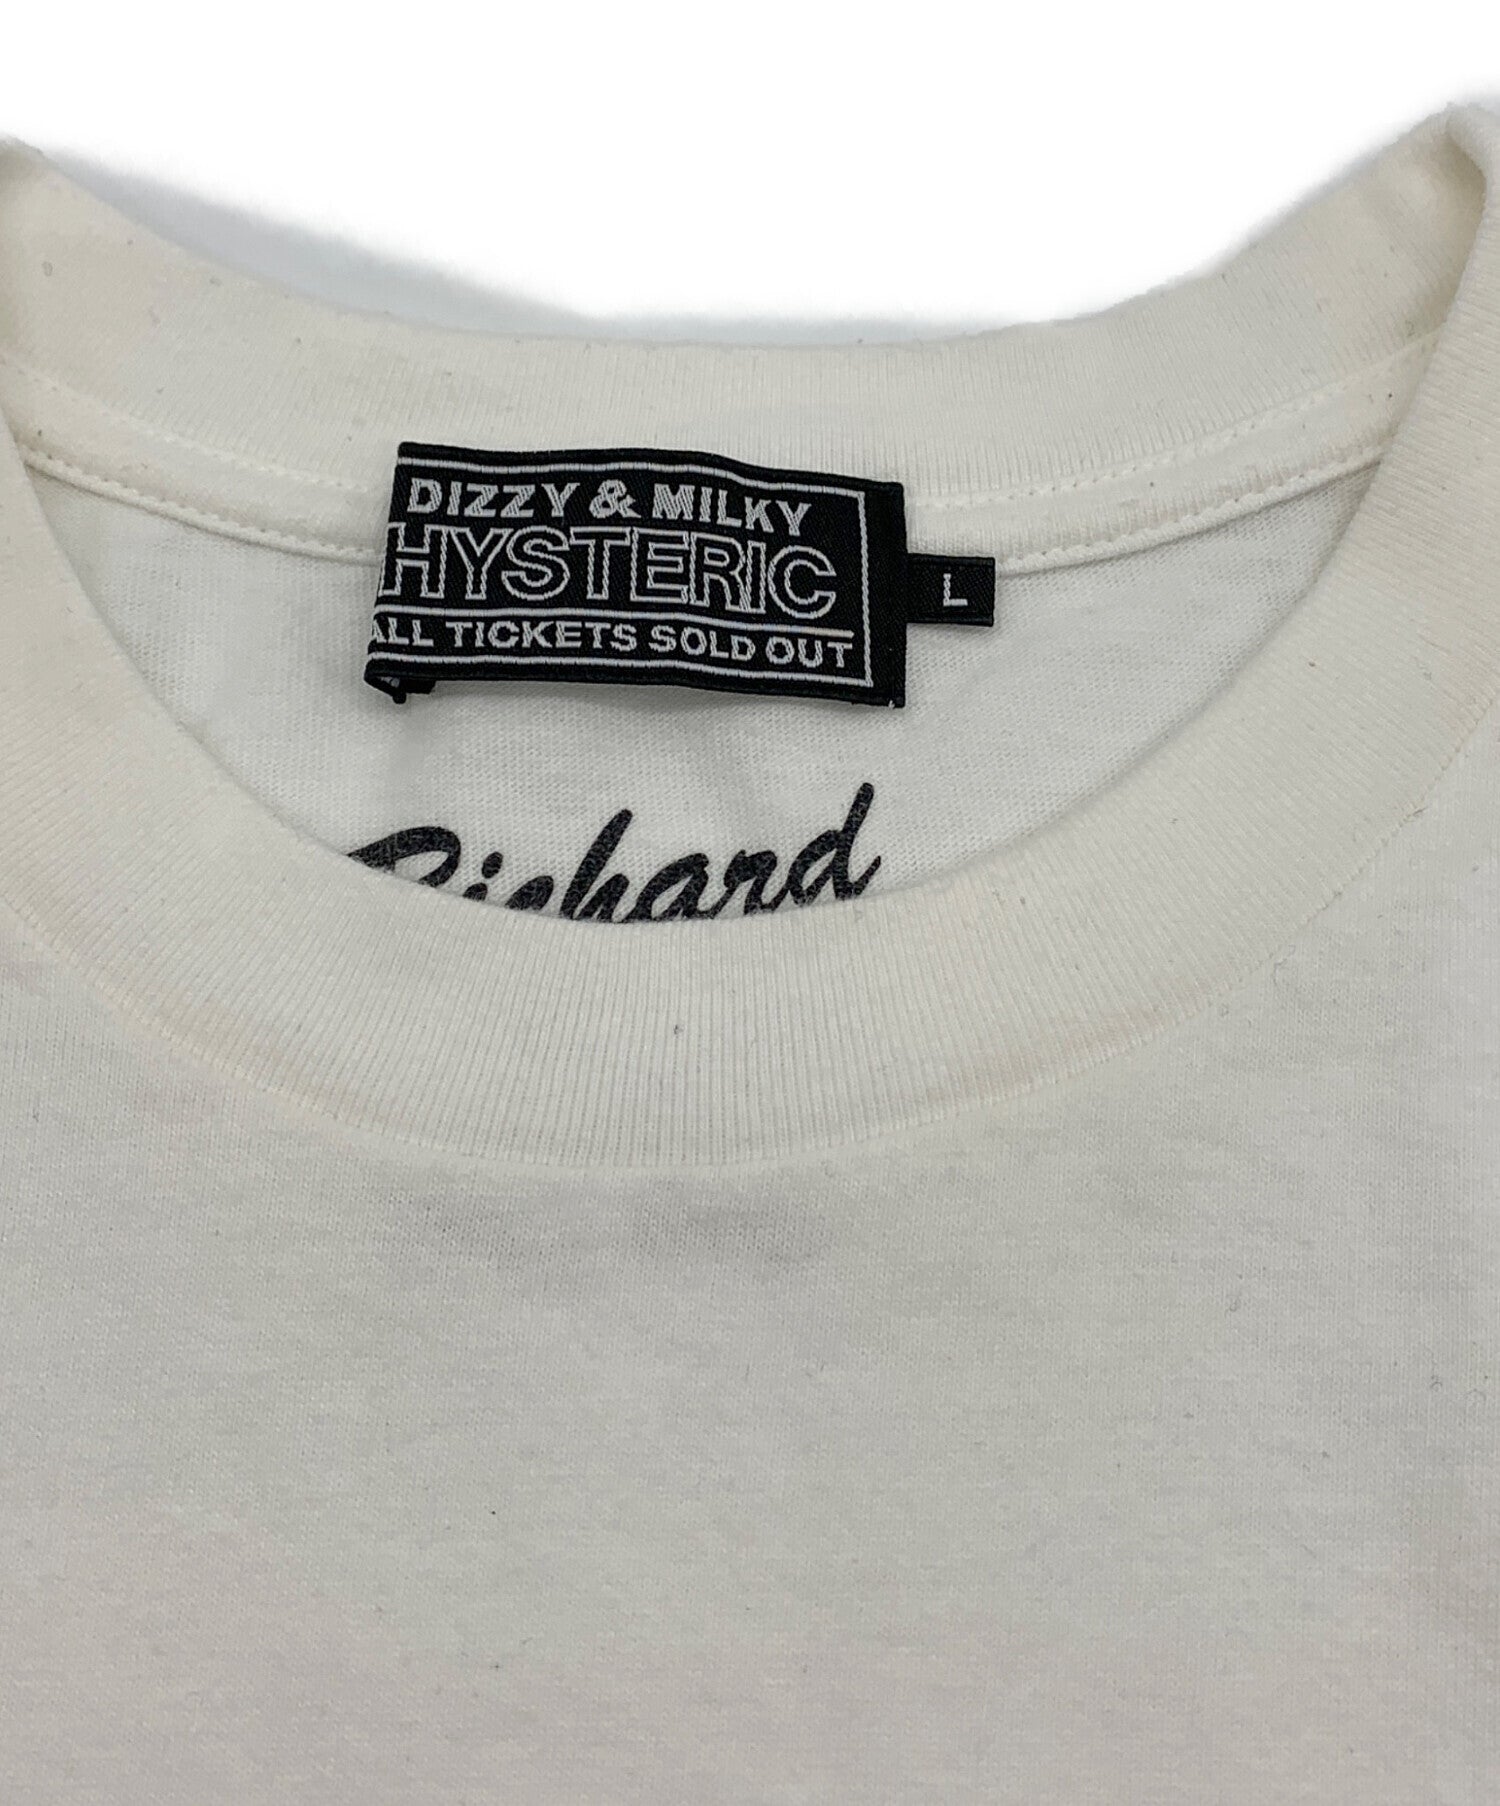 DIZZY & MILKY
HYSTERIC
ALL TICKETS SOLD OUT
L
Richard